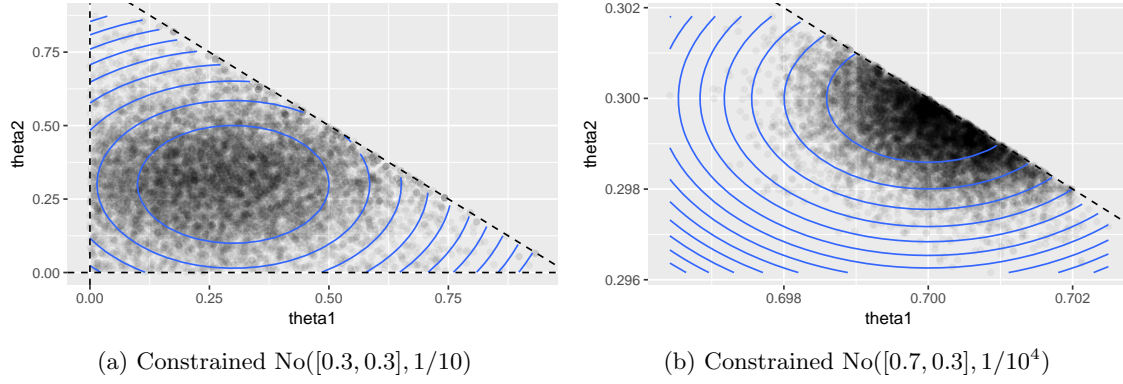 0.75
0.50
0.25
0.00
theta2
0.00
0.25
0.50
0.75
theta1
(a) Constrained No([0.3, 0.3], 1/10)
0.302
0.300
0.298
0.296
theta2
0.698
0.700
0.702
theta1
(b) Constrained No([0.7, 0.3], 1/10⁴)